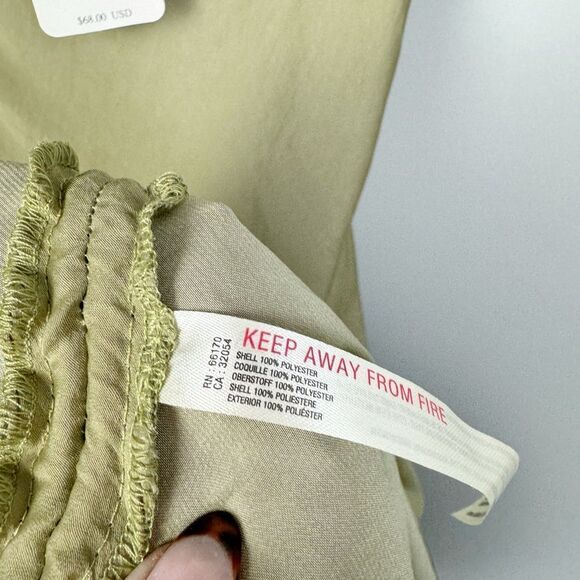 $68.00 USD
KEEP AWAY FROM FIRE
SHELL 100% POLYESTER
COQUILLE 100% POLYESTER
OBERSTOFF 100% POLYESTER
SHELL 100% POLIESTERE
EXTERIOR 100% POLIÉSTER
RN : 66170
CA : 32054